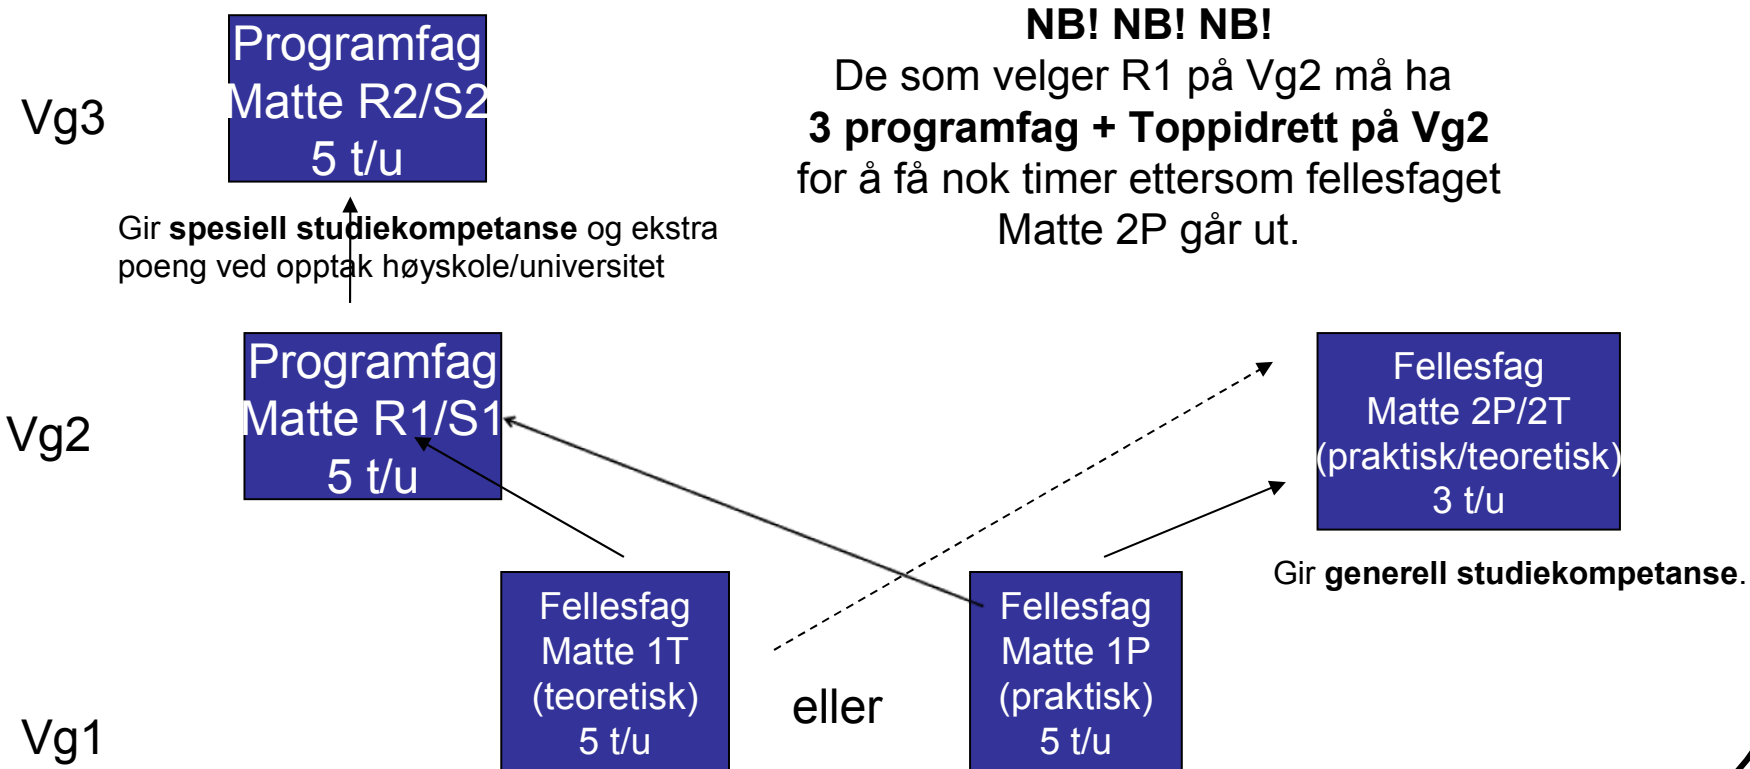 Vg3
Programfag
Matte R2/S2
5 t/u
NB! NB! NB!
De som velger R1 på Vg2 må ha
3 programfag + Toppidrett på Vg2
for å få nok timer ettersom fellesfaget
Matte 2P går ut.
Gir spesiell studiekompetanse og ekstra
poeng ved opptak høyskole/universitet
Vg2
Programfag
Matte R1/S1
5 t/u
Fellesfag
Matte 2P/2T
(praktisk/teoretisk)
3 t/u
Gir generell studiekompetanse.
Vg1
Fellesfag
Matte 1T
(teoretisk)
5 t/u
eller
Fellesfag
Matte 1P
(praktisk)
5 t/u